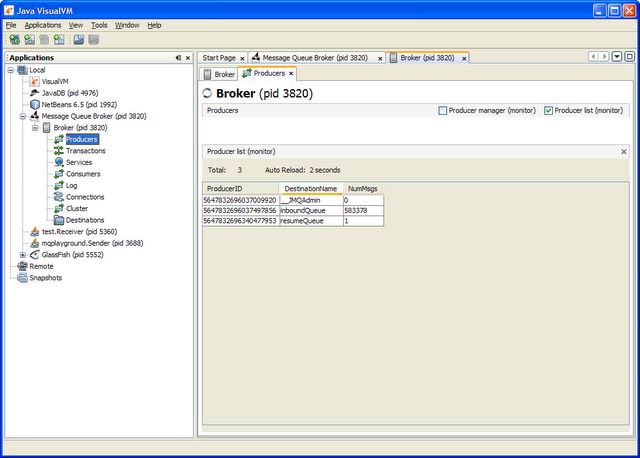 Java VisualVM
File Applications View Tools Window Help
Applications
Local
VisualVM
JavaDB (pid 4976)
NetBeans 6.5 (pid 1992)
Message Queue Broker (pid 3820)
Broker (pid 3820)
Producers
Transactions
Services
Consumers
Log
Connections
Cluster
Destinations
test.Receiver (pid 5360)
mqplayground.Sender (pid 3688)
GlassFish (pid 5552)
Remote
Snapshots
Start Page Message Queue Broker (pid 3820) Broker (pid 3820)
Broker Producers
Broker (pid 3820)
Producers Producer manager (monitor) Producer list (monitor)
Producer list (monitor)
Total: 3 Auto Reload: 2 seconds
ProducerID DestinationName NumMsgs
5647832696037009920 __JMQAdmin 0
5647832696037497856 inboundQueue 583378
5647832696340477953 resumeQueue 1